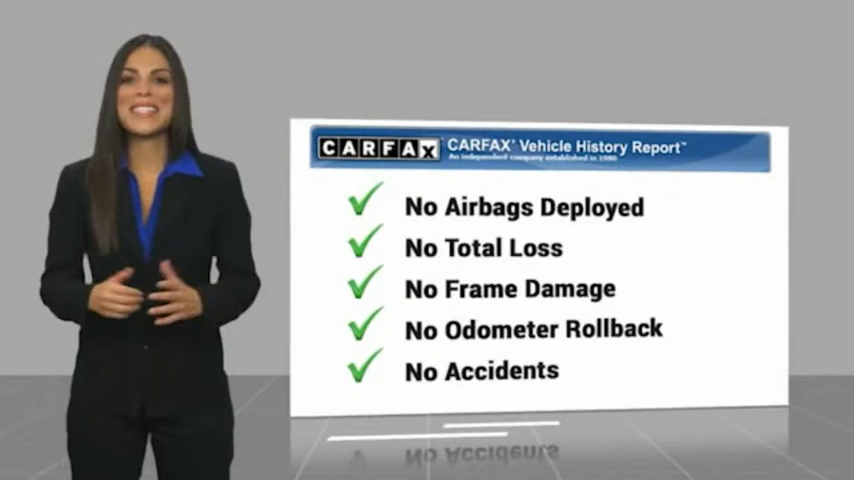 CARFAX CARFAX® Vehicle History Report™
An independent company established in 1986
No Airbags Deployed
No Total Loss
No Frame Damage
No Odometer Rollback
No Accidents
No Accidents